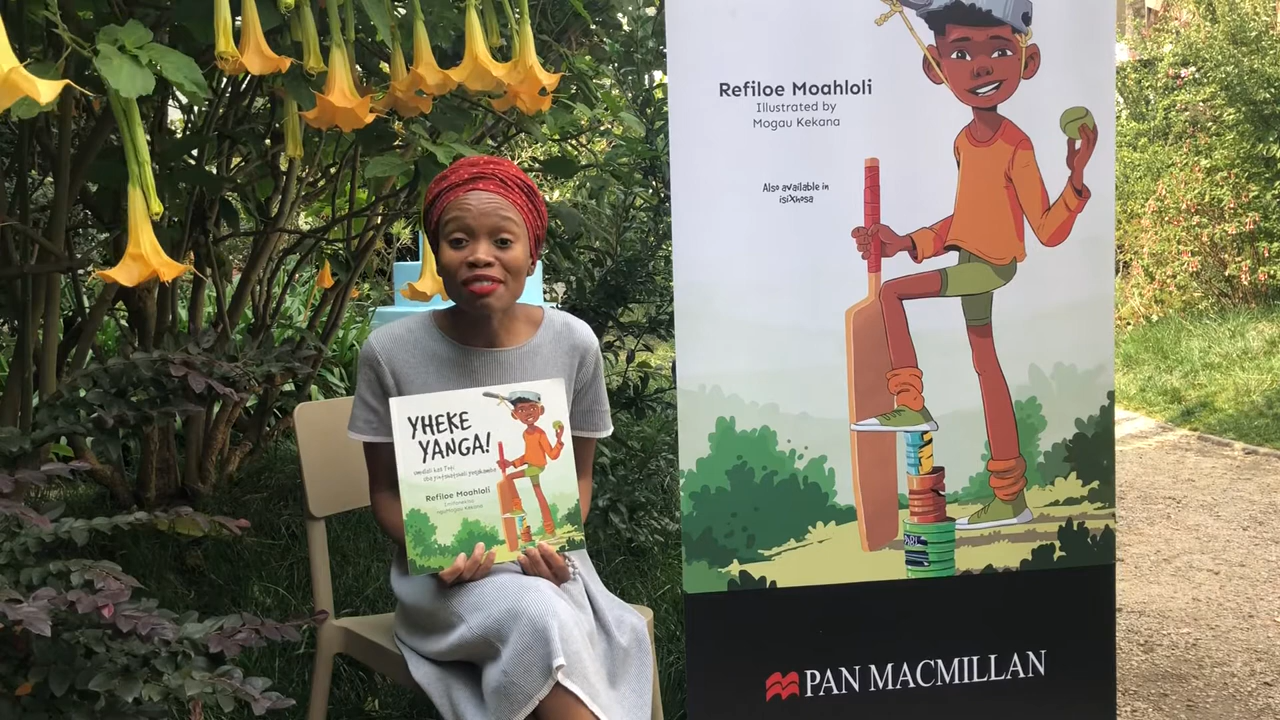 YHEKE
YANGA!
Refiloe Moahloli
Refiloe Moahloli
Illustrated by
Mogau Kekana
Also available in
isiXhosa
PAN MACMILLAN